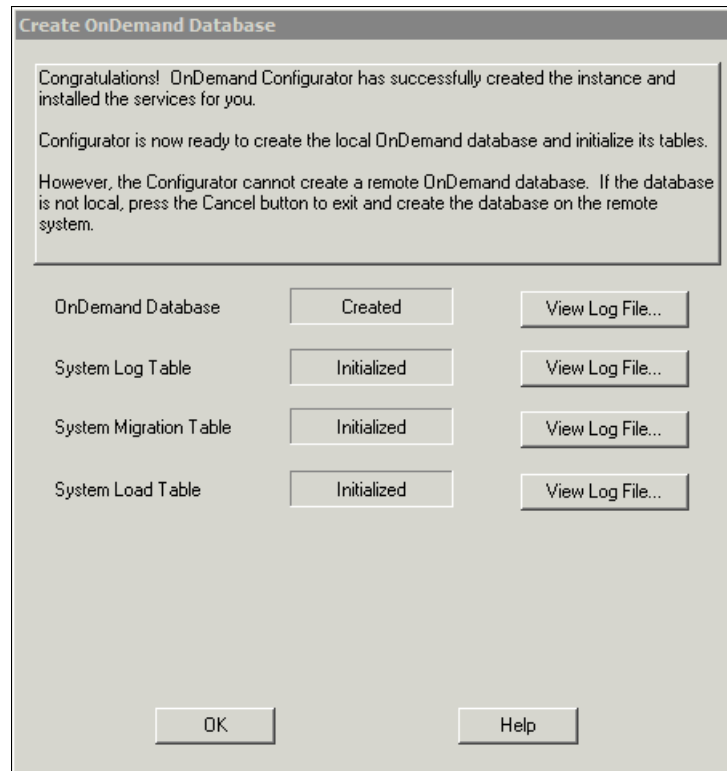 Create OnDemand Database
Congratulations!  OnDemand Configurator has successfully created the instance and
installed the services for you.
Configurator is now ready to create the local OnDemand database and initialize its tables.
However, the Configurator cannot create a remote OnDemand database.  If the database
is not local, press the Cancel button to exit and create the database on the remote
system.
OnDemand Database Created View Log File...
System Log Table Initialized View Log File...
System Migration Table Initialized View Log File...
System Load Table Initialized View Log File...
OK Help